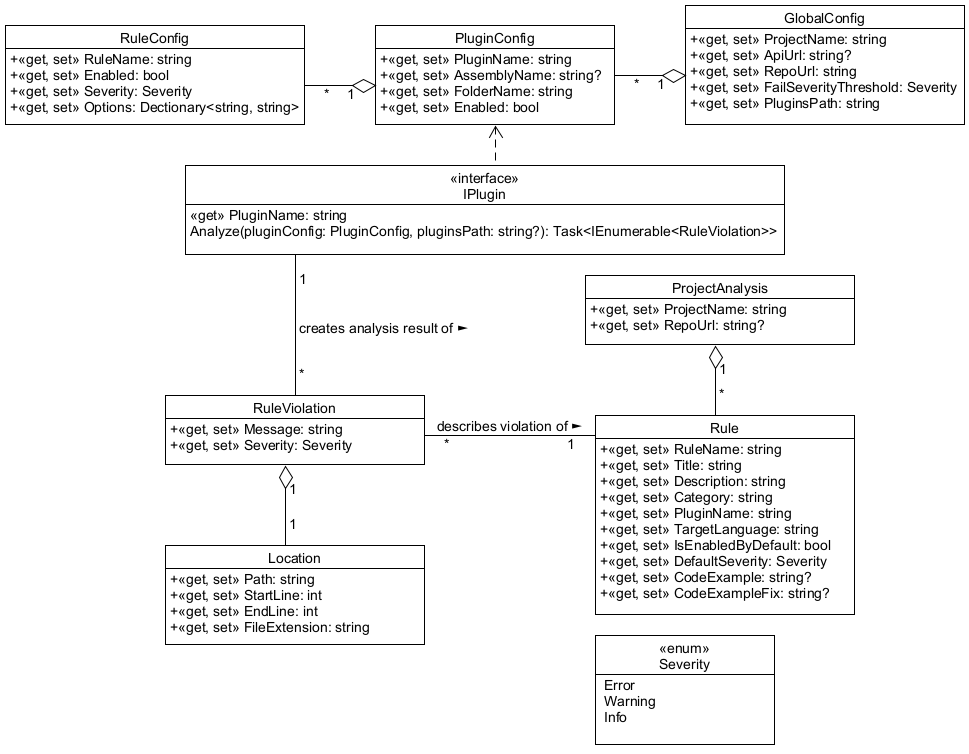 RuleConfig
+«get, set» RuleName: string
+«get, set» Enabled: bool
+«get, set» Severity: Severity
+«get, set» Options: Dectionary<string, string>
* 1
PluginConfig
+«get, set» PluginName: string
+«get, set» AssemblyName: string?
+«get, set» FolderName: string
+«get, set» Enabled: bool
* 1
GlobalConfig
+«get, set» ProjectName: string
+«get, set» ApiUrl: string?
+«get, set» RepoUrl: string
+«get, set» FailSeverityThreshold: Severity
+«get, set» PluginsPath: string
«interface»
IPlugin
«get» PluginName: string
Analyze(pluginConfig: PluginConfig, pluginsPath: string?): Task<IEnumerable<RuleViolation>>
1
creates analysis result of ►
*
ProjectAnalysis
+«get, set» ProjectName: string
+«get, set» RepoUrl: string?
1
*
RuleViolation
+«get, set» Message: string
+«get, set» Severity: Severity
describes violation of ►
* 1
Rule
+«get, set» RuleName: string
+«get, set» Title: string
+«get, set» Description: string
+«get, set» Category: string
+«get, set» PluginName: string
+«get, set» TargetLanguage: string
+«get, set» IsEnabledByDefault: bool
+«get, set» DefaultSeverity: Severity
+«get, set» CodeExample: string?
+«get, set» CodeExampleFix: string?
1
1
Location
+«get, set» Path: string
+«get, set» StartLine: int
+«get, set» EndLine: int
+«get, set» FileExtension: string
«enum»
Severity
Error
Warning
Info